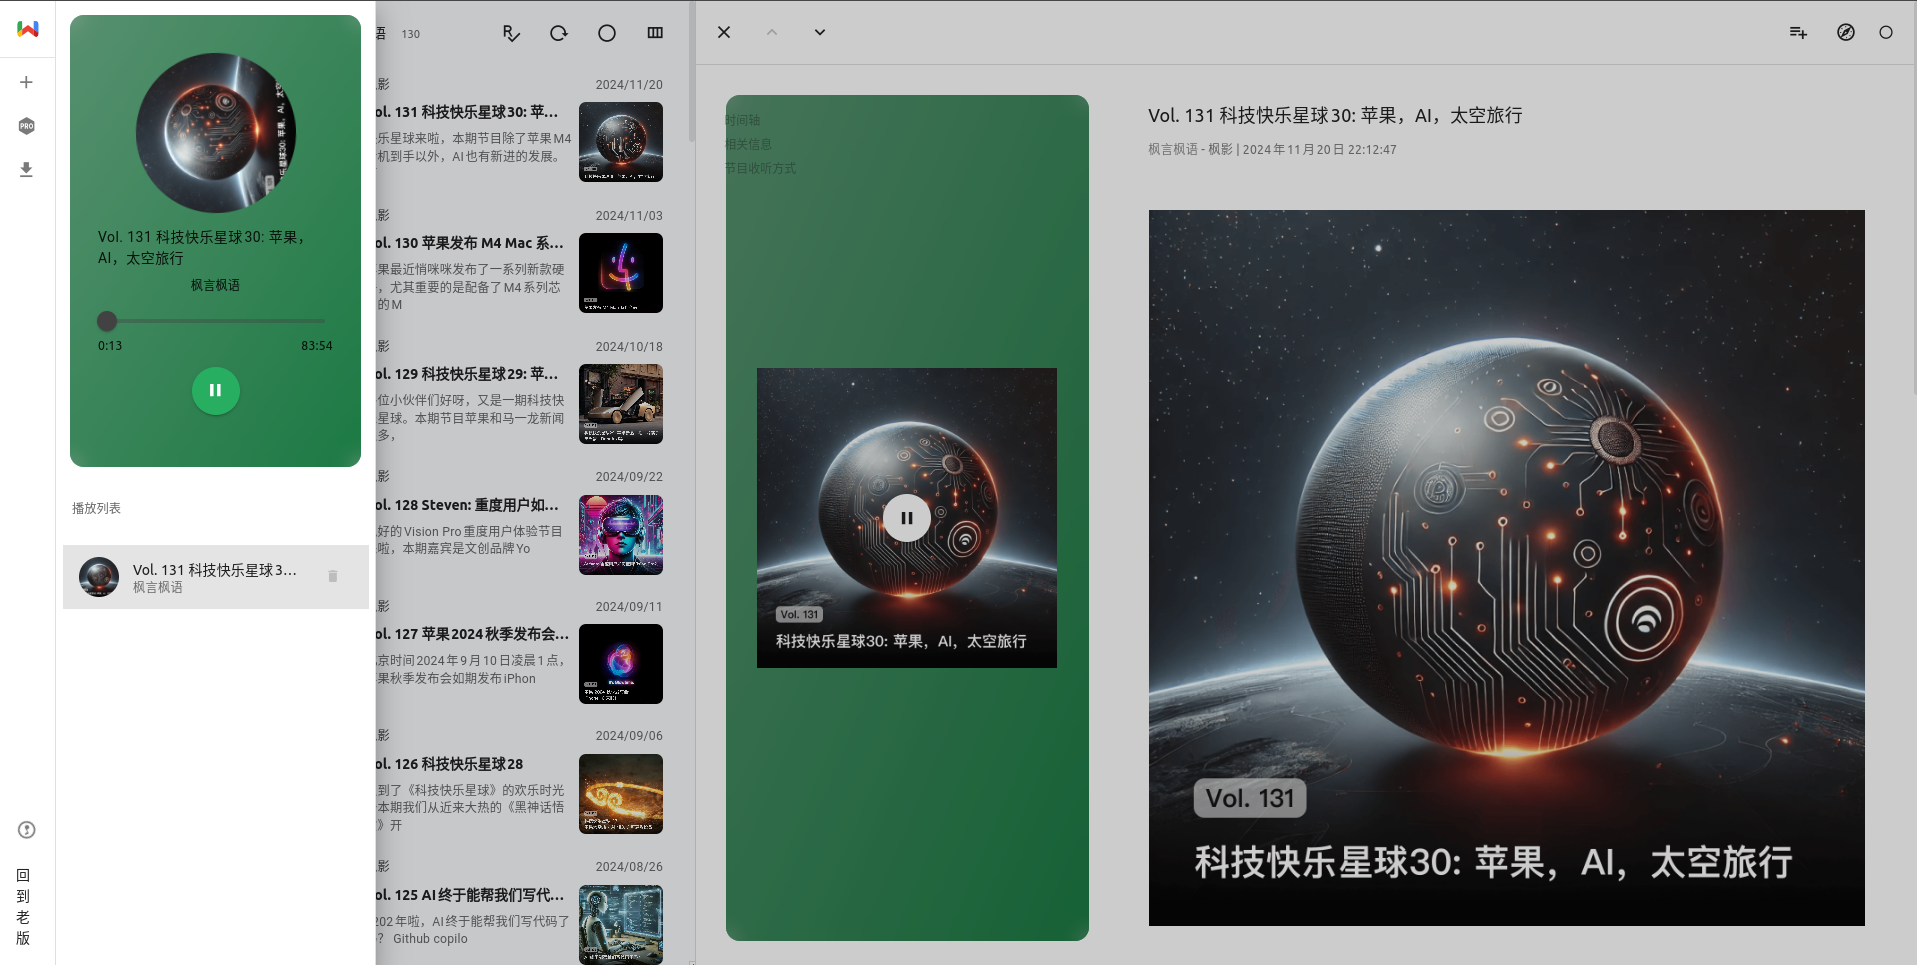 PRO
回
到
老
版
Vol. 131 科技快乐星球30: 苹果，
AI，太空旅行
枫言枫语
0:13
83:54
播放列表
Vol. 131 科技快乐星球3...
枫言枫语
语
130
影
2024/11/20
ol. 131 科技快乐星球30: 苹...
乐星球来啦，本期节目除了苹果M4
机到手以外，AI也有新进的发展。
影
2024/11/03
ol. 130 苹果发布 M4 Mac 系...
果最近悄咪咪发布了一系列新款硬
，尤其重要的是配备了M4系列芯
的M
影
2024/10/18
ol. 129 科技快乐星球29: 苹...
位小伙伴们好呀，又是一期科技快
星球。本期节目苹果和马一龙新闻
多，
影
2024/09/22
ol. 128 Steven: 重度用户如...
好的Vision Pro重度用户体验节目
啦，本期嘉宾是文创品牌Yo
影
2024/09/11
ol. 127 苹果2024秋季发布会...
京时间2024年9月10日凌晨1点，
果秋季发布会如期发布iPhon
影
2024/09/06
ol. 126 科技快乐星球28
到了《科技快乐星球》的欢乐时光
本期我们从近来大热的《黑神话悟
》开
影
2024/08/26
ol. 125 AI终于能帮我们写代...
202年啦，AI终于能帮我们写代码了
？ Github copilo
时间轴
相关信息
节目收听方式
Vol. 131
科技快乐星球30: 苹果，AI，太空旅行
Vol. 131 科技快乐星球30: 苹果，AI，太空旅行
枫言枫语 - 枫影 | 2024年11月20日 22:12:47
Vol. 131
科技快乐星球30: 苹果，AI，太空旅行